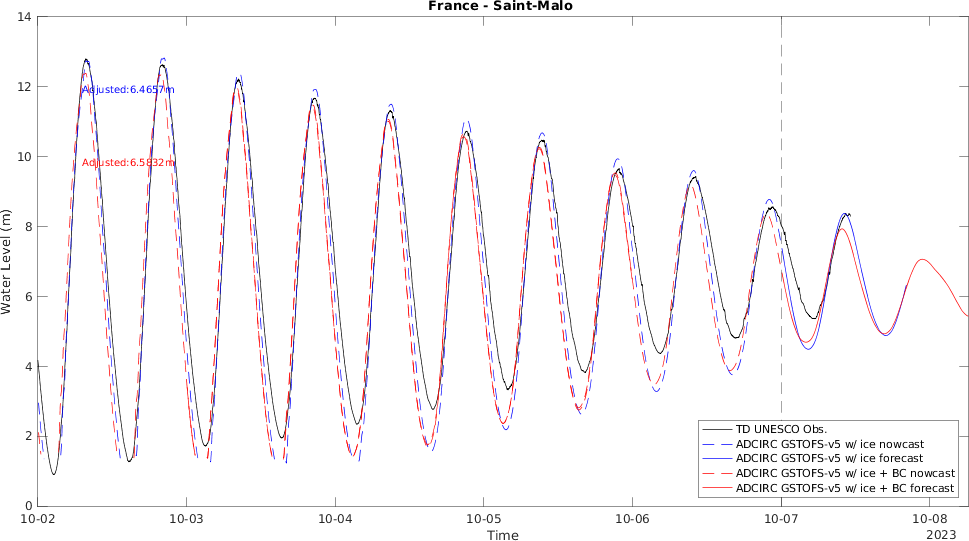 France - Saint-Malo
14
12
10
8
6
4
2
0
Water Level (m)
Adjusted:6.4657m
Adjusted:6.5832m
TD UNESCO Obs.
ADCIRC GSTOFS-v5 w/ ice nowcast
ADCIRC GSTOFS-v5 w/ ice forecast
ADCIRC GSTOFS-v5 w/ ice + BC nowcast
ADCIRC GSTOFS-v5 w/ ice + BC forecast
10-02
10-03
10-04
10-05
10-06
10-07
10-08
Time
2023